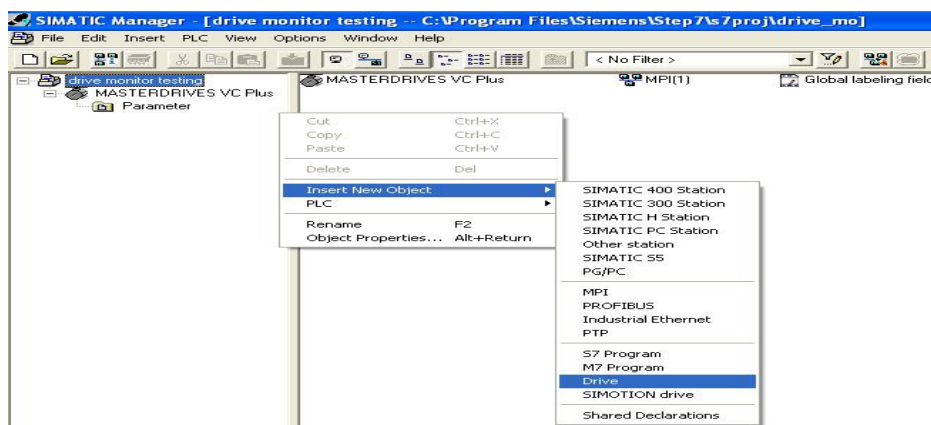 SIMATIC Manager - [drive monitor testing -- C:\Program Files\Siemens\Step7\s7proj\drive_mo]
File Edit Insert PLC View Options Window Help
< No Filter >
drive monitor testing
MASTERDRIVES VC Plus
Parameter
MASTERDRIVES VC Plus
MPI(1)
Global labeling field
Cut Ctrl+X
Copy Ctrl+C
Paste Ctrl+V
Delete Del
Insert New Object
PLC
Rename F2
Object Properties... Alt+Return
SIMATIC 400 Station
SIMATIC 300 Station
SIMATIC H Station
SIMATIC PC Station
Other station
SIMATIC S5
PG/PC
MPI
PROFIBUS
Industrial Ethernet
PTP
S7 Program
M7 Program
Drive
SIMOTION drive
Shared Declarations